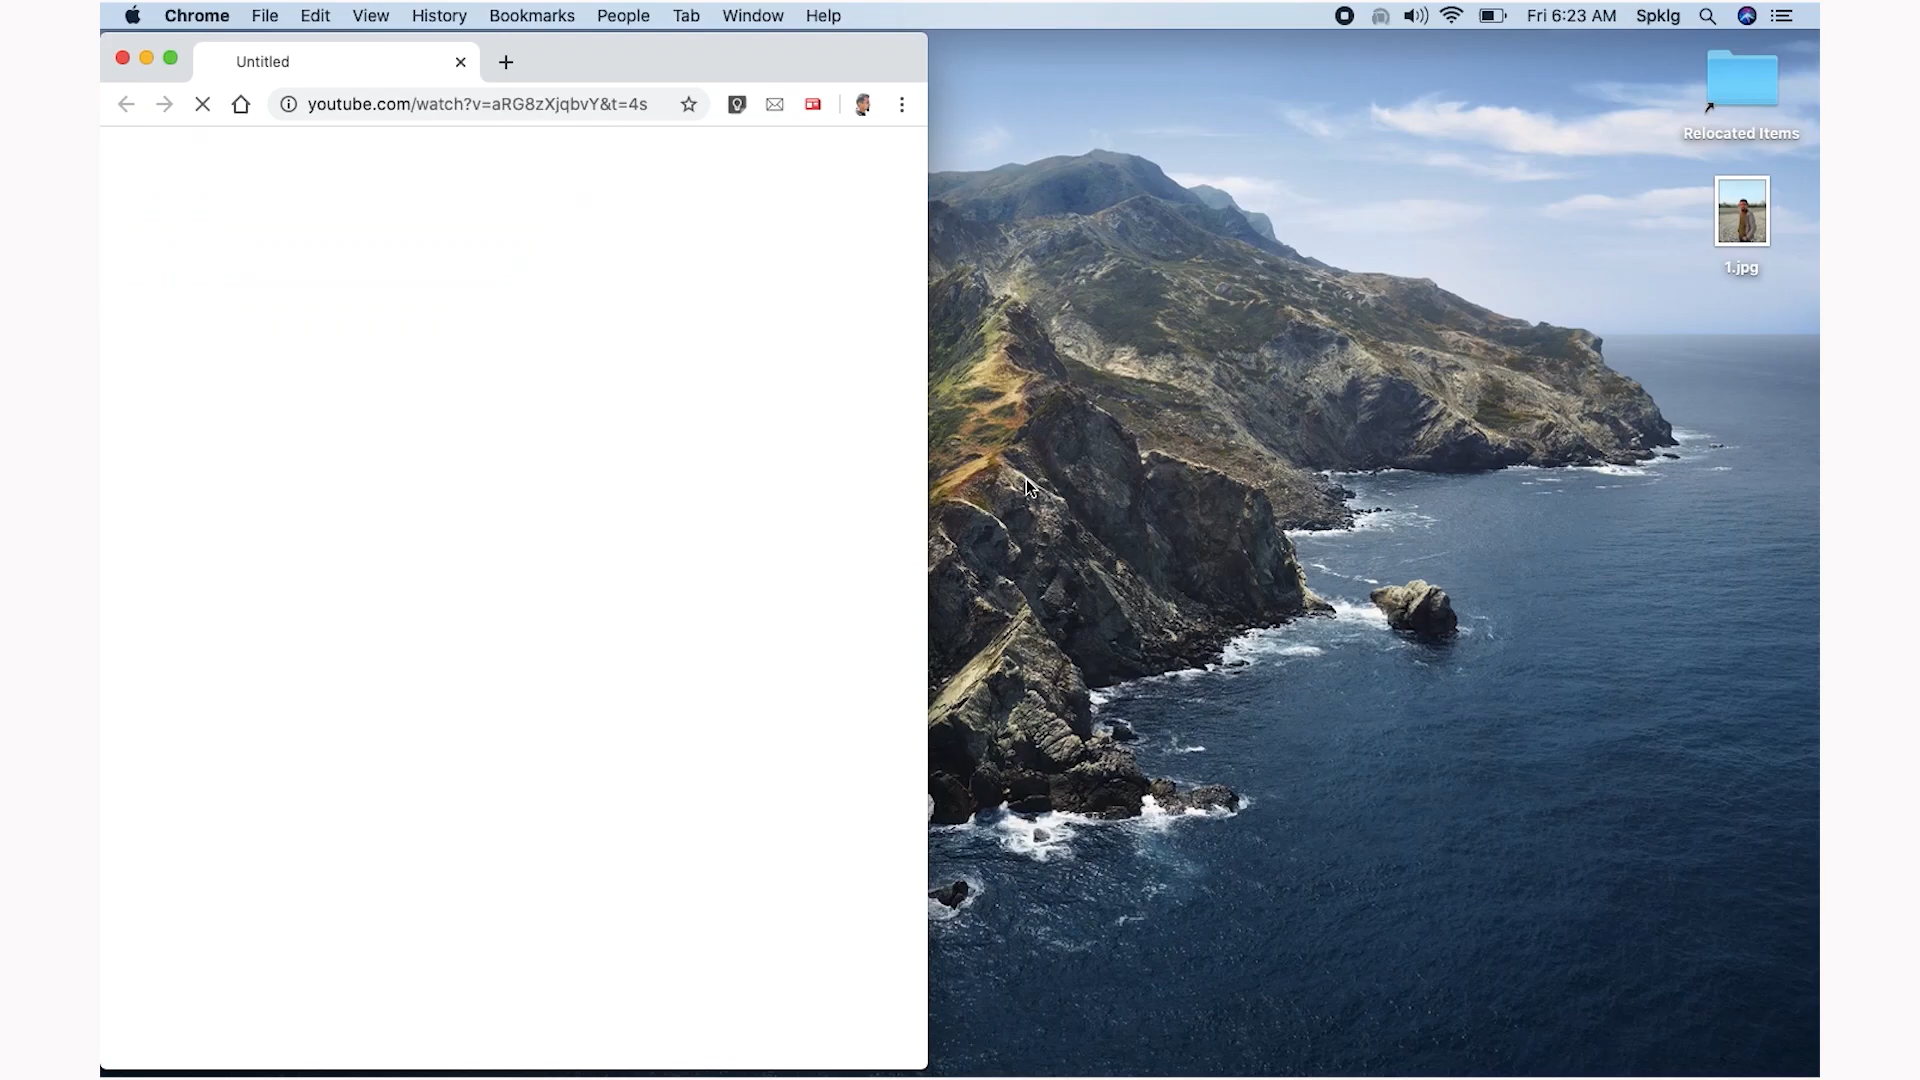 Chrome File Edit View History Bookmarks People Tab Window Help Fri 6:23 AM Spklg
Untitled
youtube.com/watch?v=aRG8zXjqbvY&t=4s
Relocated Items
1.jpg